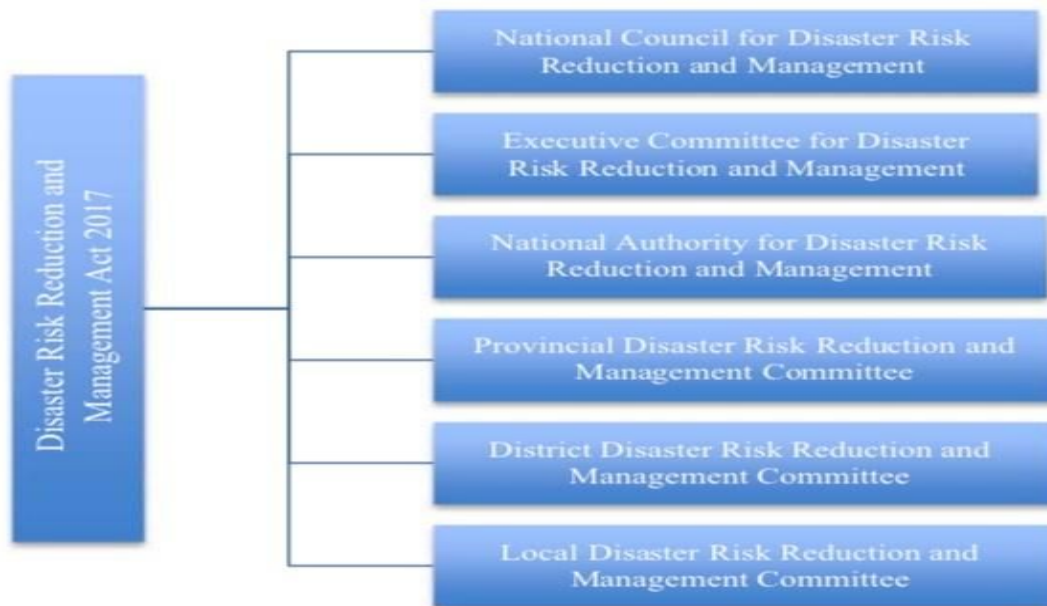 Disaster Risk Reduction and
Management Act 2017
National Council for Disaster Risk
Reduction and Management
Executive Committee for Disaster
Risk Reduction and Management
National Authority for Disaster Risk
Reduction and Management
Provincial Disaster Risk Reduction and
Management Committee
District Disaster Risk Reduction and
Management Committee
Local Disaster Risk Reduction and
Management Committee